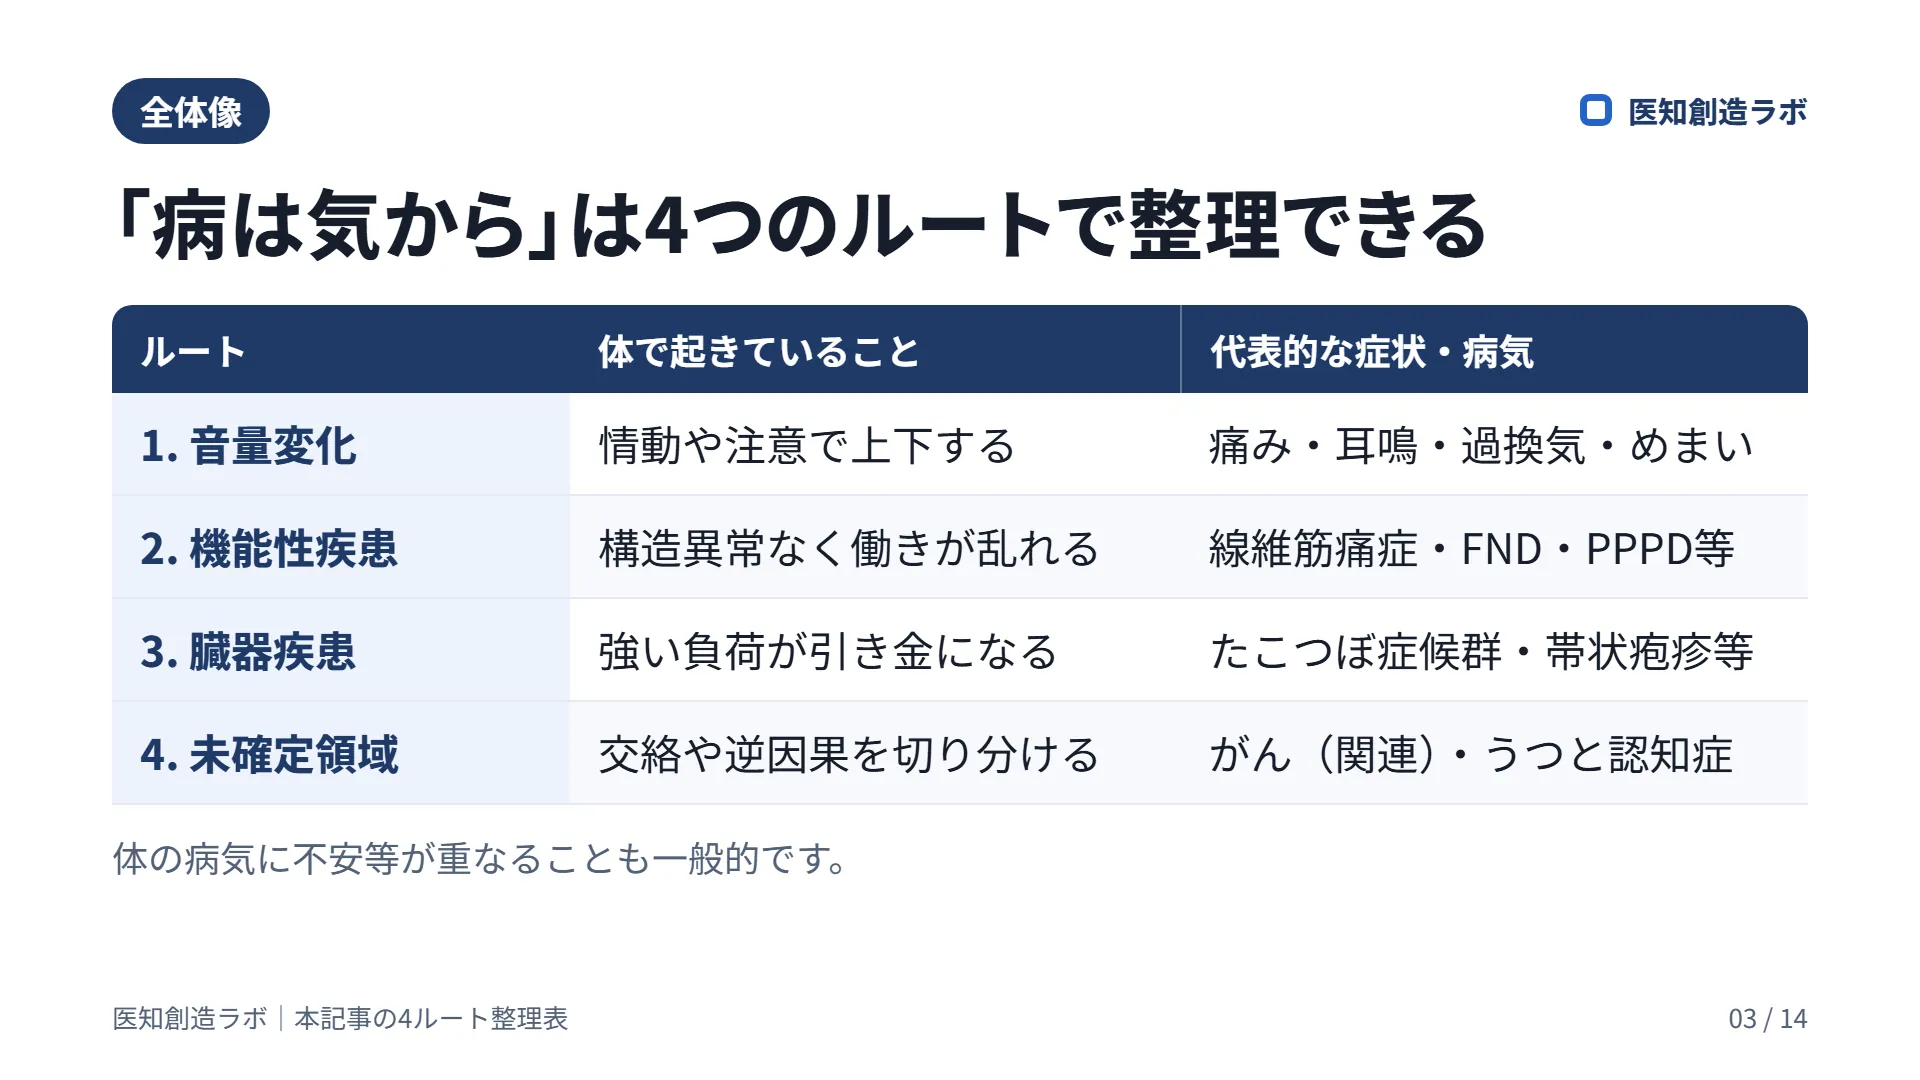 全体像
医知創造ラボ
「病は気から」は4つのルートで整理できる
ルート 体で起きていること 代表的な症状・病気
1. 音量変化 情動や注意で上下する 痛み・耳鳴・過換気・めまい
2. 機能性疾患 構造異常なく働きが乱れる 線維筋痛症・FND・PPPD等
3. 臓器疾患 強い負荷が引き金になる たこつぼ症候群・帯状疱疹等
4. 未確定領域 交絡や逆因果を切り分ける がん（関連）・うつと認知症
体の病気に不安等が重なることも一般的です。
医知創造ラボ｜本記事の4ルート整理表
03 / 14